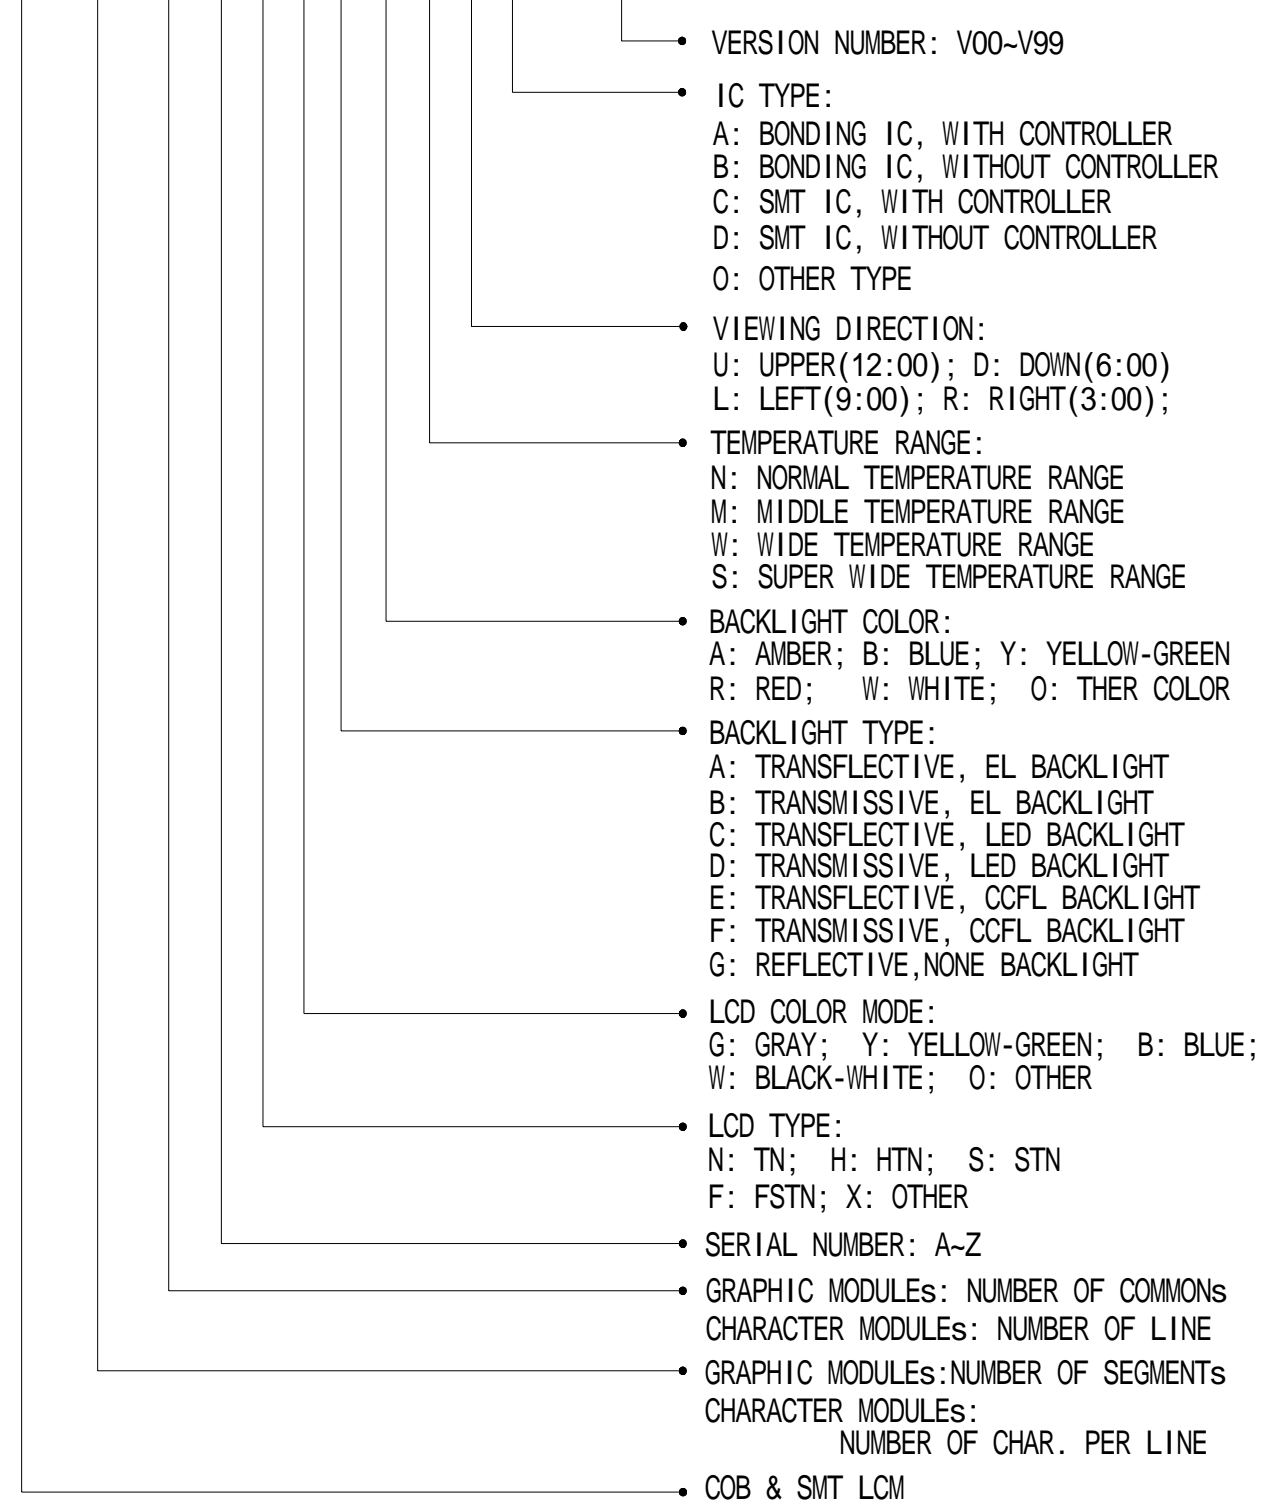 VERSION NUMBER: V00~V99
IC TYPE:
A: BONDING IC, WITH CONTROLLER
B: BONDING IC, WITHOUT CONTROLLER
C: SMT IC, WITH CONTROLLER
D: SMT IC, WITHOUT CONTROLLER
O: OTHER TYPE
VIEWING DIRECTION:
U: UPPER(12:00); D: DOWN(6:00)
L: LEFT(9:00); R: RIGHT(3:00);
TEMPERATURE RANGE:
N: NORMAL TEMPERATURE RANGE
M: MIDDLE TEMPERATURE RANGE
W: WIDE TEMPERATURE RANGE
S: SUPER WIDE TEMPERATURE RANGE
BACKLIGHT COLOR:
A: AMBER; B: BLUE; Y: YELLOW-GREEN
R: RED; W: WHITE; O: THER COLOR
BACKLIGHT TYPE:
A: TRANSFLECTIVE, EL BACKLIGHT
B: TRANSMISSIVE, EL BACKLIGHT
C: TRANSFLECTIVE, LED BACKLIGHT
D: TRANSMISSIVE, LED BACKLIGHT
E: TRANSFLECTIVE, CCFL BACKLIGHT
F: TRANSMISSIVE, CCFL BACKLIGHT
G: REFLECTIVE,NONE BACKLIGHT
LCD COLOR MODE:
G: GRAY; Y: YELLOW-GREEN; B: BLUE;
W: BLACK-WHITE; O: OTHER
LCD TYPE:
N: TN; H: HTN; S: STN
F: FSTN; X: OTHER
SERIAL NUMBER: A~Z
GRAPHIC MODULEs: NUMBER OF COMMONs
CHARACTER MODULEs: NUMBER OF LINE
GRAPHIC MODULEs:NUMBER OF SEGMENTs
CHARACTER MODULEs:
NUMBER OF CHAR. PER LINE
COB & SMT LCM